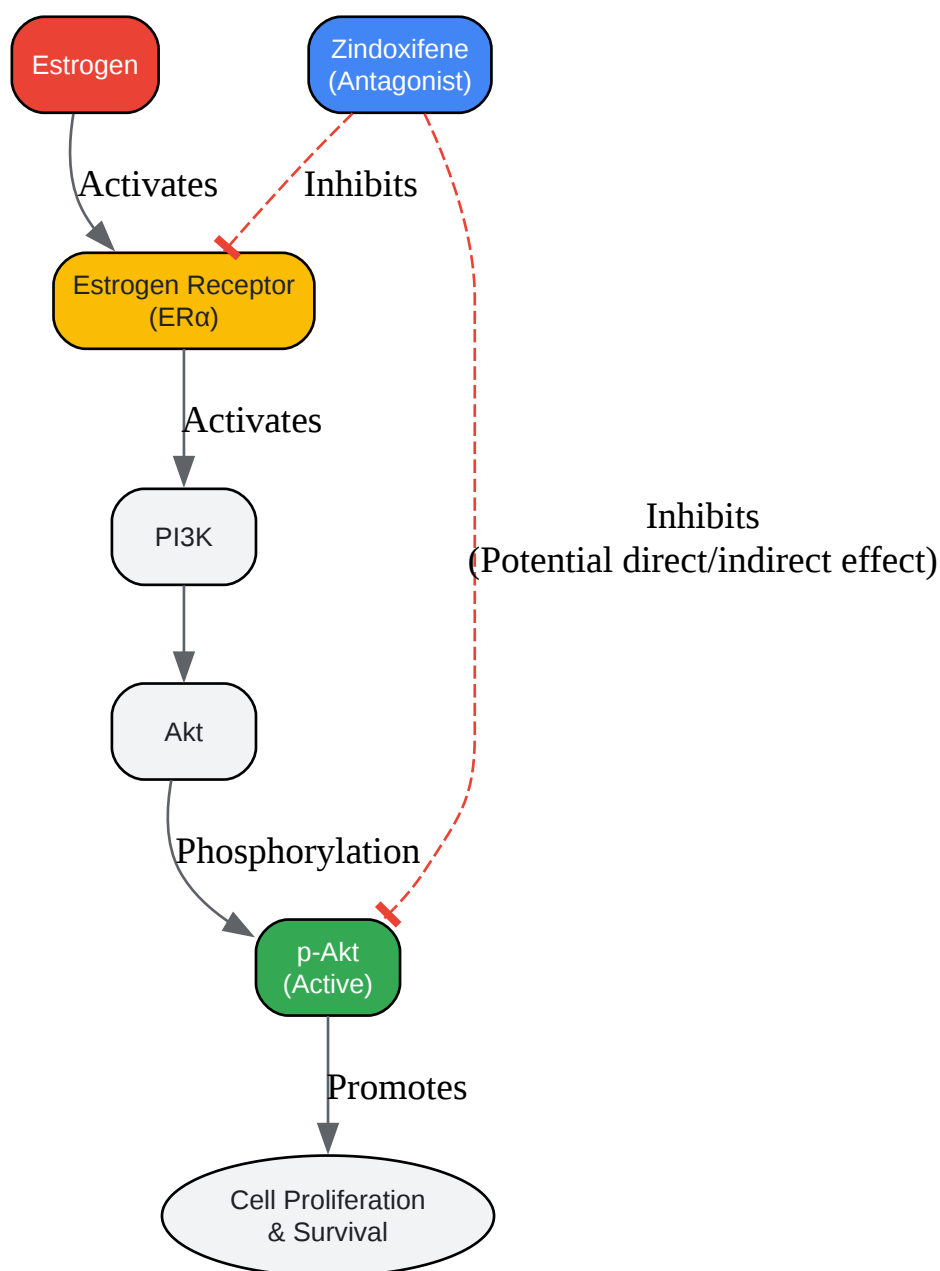 Estrogen
Zindoxifene
(Antagonist)
Activates
Inhibits
Estrogen Receptor
(ERα)
Activates
PI3K
Inhibits
(Potential direct/indirect effect)
Akt
Phosphorylation
p-Akt
(Active)
Promotes
Cell Proliferation
& Survival